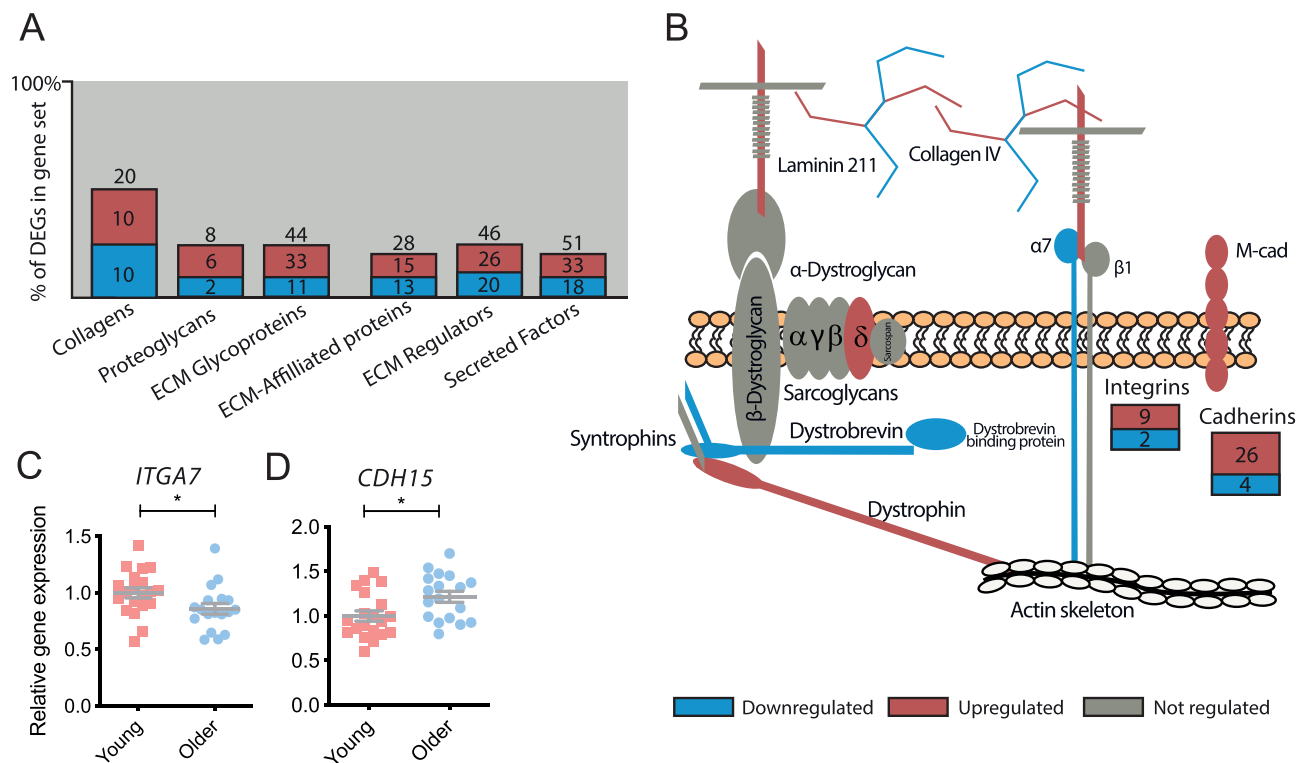 A
100%
% of DEGs in gene set
20
10
10
8
6
2
44
33
11
28
15
13
46
26
20
51
33
18
Collagens
Proteoglycans
ECM Glycoproteins
ECM-Affilliated proteins
ECM Regulators
Secreted Factors
B
Laminin 211
Collagen IV
α7
β1
M-cad
α-Dystroglycan
β-Dystroglycan
α γ β δ
Sarcospan
Sarcoglycans
Syntrophins
Dystrobrevin
Dystrobrevin
binding protein
Dystrophin
Actin skeleton
Integrins
9
2
Cadherins
26
4
Downregulated
Upregulated
Not regulated
C
ITGA7
*
Relative gene expression
1.5
1.0
0.5
0.0
Young
Older
D
CDH15
*
2.0
1.5
1.0
0.5
0.0
Young
Older